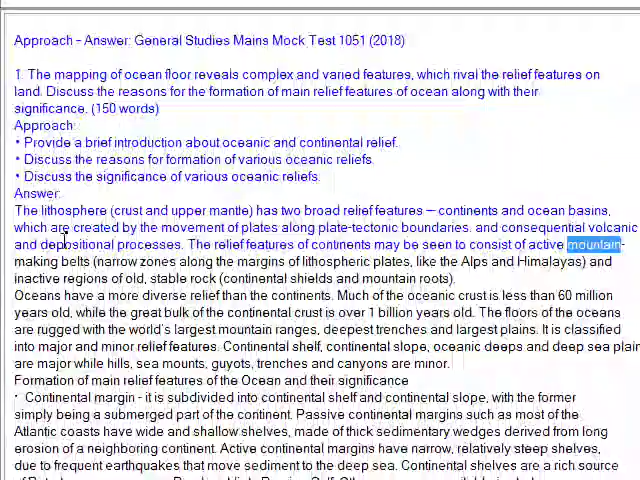 Approach – Answer: General Studies Mains Mock Test 1051 (2018)
1. The mapping of ocean floor reveals complex and varied features, which rival the relief features on
land. Discuss the reasons for the formation of main relief features of ocean along with their
significance. (150 words)
Approach:
• Provide a brief introduction about oceanic and continental relief.
• Discuss the reasons for formation of various oceanic reliefs.
• Discuss the significance of various oceanic reliefs.
Answer:
The lithosphere (crust and upper mantle) has two broad relief features – continents and ocean basins,
which are created by the movement of plates along plate-tectonic boundaries. and consequential volcanic
and depositional processes. The relief features of continents may be seen to consist of active mountain-
making belts (narrow zones along the margins of lithospheric plates, like the Alps and Himalayas) and
inactive regions of old, stable rock (continental shields and mountain roots).
Oceans have a more diverse relief than the continents. Much of the oceanic crust is less than 60 million
years old, while the great bulk of the continental crust is over 1 billion years old. The floors of the oceans
are rugged with the world's largest mountain ranges, deepest trenches and largest plains. It is classified
into major and minor relief features. Continental shelf, continental slope, oceanic deeps and deep sea plain
are major while hills, sea mounts, guyots, trenches and canyons are minor.
Formation of main relief features of the Ocean and their significance
· Continental margin - it is subdivided into continental shelf and continental slope, with the former
simply being a submerged part of the continent. Passive continental margins such as most of the
Atlantic coasts have wide and shallow shelves, made of thick sedimentary wedges derived from long
erosion of a neighboring continent. Active continental margins have narrow, relatively steep shelves,
due to frequent earthquakes that move sediment to the deep sea. Continental shelves are a rich source